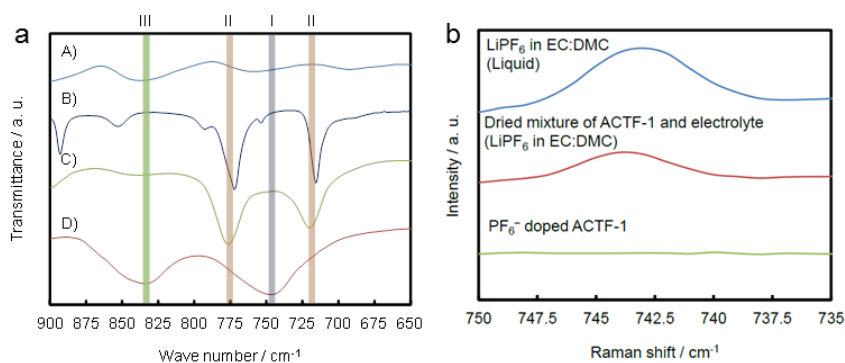 a
III
II
I
II
A)
B)
C)
D)
Transmittance / a. u.
900 875 850 825 800 775 750 725 700 675 650
Wave number / cm⁻¹
b
LiPF₆ in EC:DMC
(Liquid)
Dried mixture of ACTF-1 and electrolyte
(LiPF₆ in EC:DMC)
PF₆⁻ doped ACTF-1
Intensity / a. u.
750 747.5 745 742.5 740 737.5 735
Raman shift / cm⁻¹